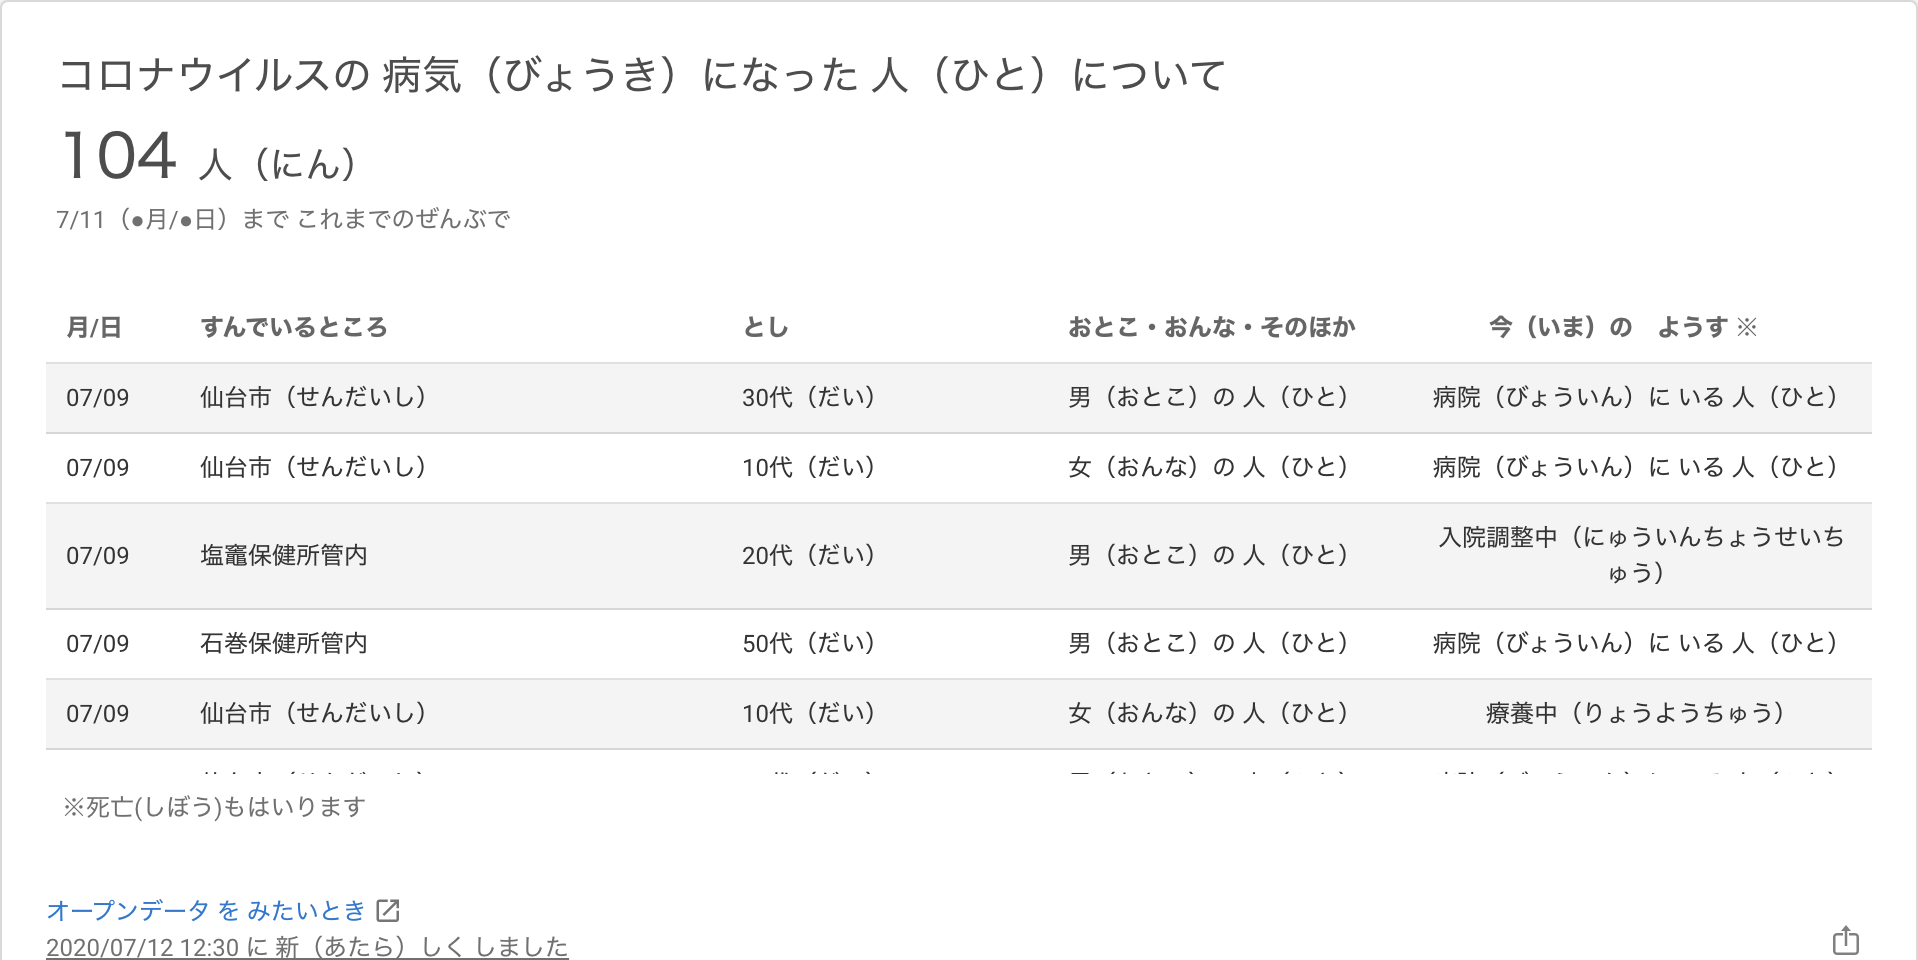 コロナウイルスの 病気（びょうき）になった 人（ひと）について
104 人（にん）
7/11（●月/●日）まで これまでのぜんぶで
月/日 すんでいるところ とし おとこ・おんな・そのほか 今（いま）の　ようす ※
07/09 仙台市（せんだいし） 30代（だい） 男（おとこ）の 人（ひと） 病院（びょういん）に いる 人（ひと）
07/09 仙台市（せんだいし） 10代（だい） 女（おんな）の 人（ひと） 病院（びょういん）に いる 人（ひと）
07/09 塩竈保健所管内 20代（だい） 男（おとこ）の 人（ひと） 入院調整中（にゅういんちょうせいち
ゅう）
07/09 石巻保健所管内 50代（だい） 男（おとこ）の 人（ひと） 病院（びょういん）に いる 人（ひと）
07/09 仙台市（せんだいし） 10代（だい） 女（おんな）の 人（ひと） 療養中（りょうようちゅう）
※死亡(しぼう)もはいります
オープンデータ を みたいとき
2020/07/12 12:30 に 新（あたら）しく しました